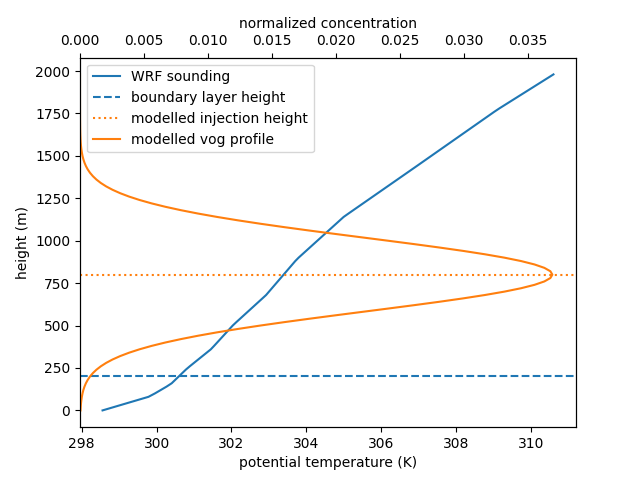 normalized concentration
0.000 0.005 0.010 0.015 0.020 0.025 0.030 0.035
WRF sounding
boundary layer height
modelled injection height
modelled vog profile
height (m)
2000
1750
1500
1250
1000
750
500
250
0
298 300 302 304 306 308 310
potential temperature (K)